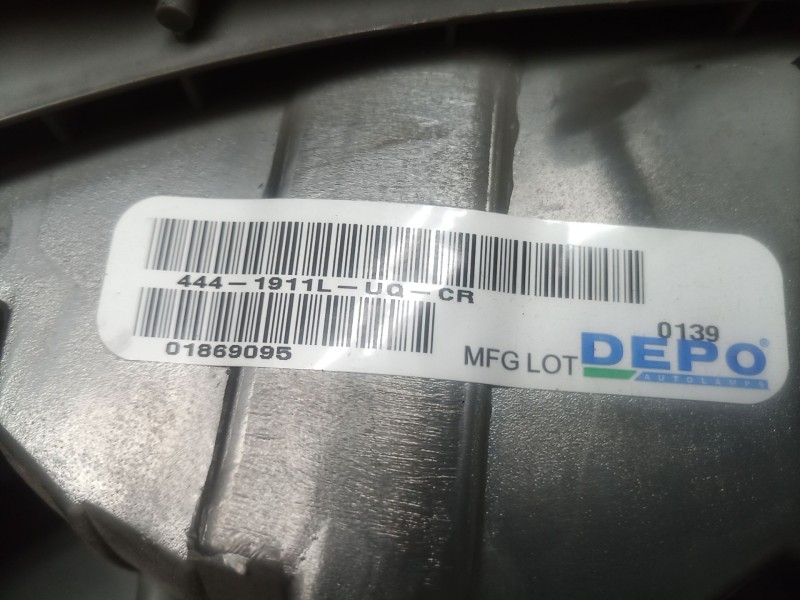 444-1911L-UQ-CR
01869095
0139
MFG LOT DEPO®
AUTOLAMPS